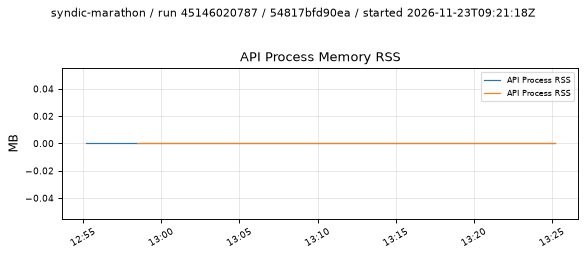 syndic-marathon / run 45146020787 / 54817bfd90ea / started 2026-11-23T09:21:18Z
API Process Memory RSS
API Process RSS
API Process RSS
MB
0.04
0.02
0.00
−0.02
−0.04
12:55
13:00
13:05
13:10
13:15
13:20
13:25